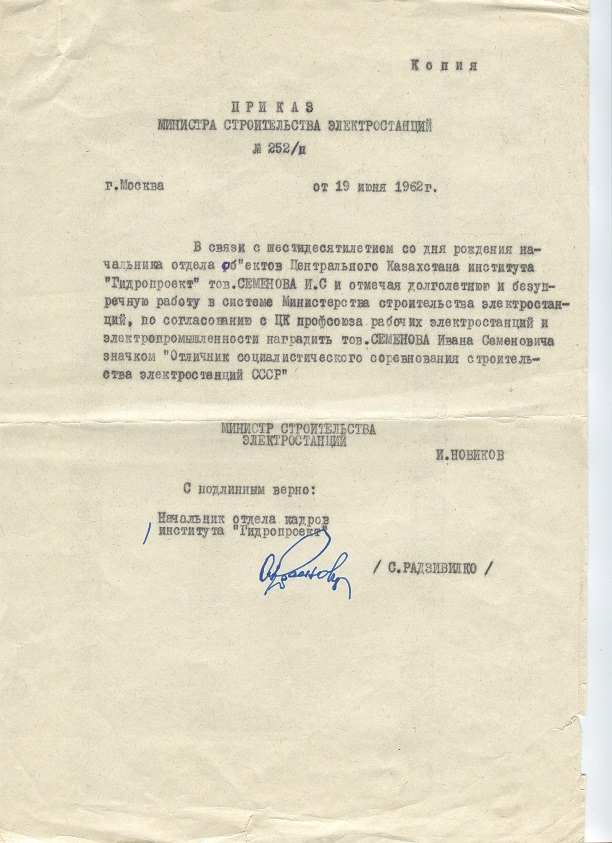 Копия
ПРИКАЗ
МИНИСТРА СТРОИТЕЛЬСТВА ЭЛЕКТРОСТАНЦИЙ
№ 252/п
г.Москва от 19 июня 1962г.
В связи с шестидесятилетием со дня рождения на-
чальника отдела об"ектов Центрального Казахстана института
"Гидропроект" тов.СЕМЕНОВА И.С и отмечая долголетнюю и безуп-
речную работу в системе Министерства строительства электростан-
ций, по согласованию с ЦК профсоюза рабочих электростанций и
электропромышленности наградить тов.СЕМЕНОВА Ивана Семеновича
значком "Отличник социалистического соревнования строитель-
ства электростанций СССР"
МИНИСТР СТРОИТЕЛЬСТВА
ЭЛЕКТРОСТАНЦИЙ
И.НОВИКОВ
С подлинным верно:
Начальник отдела кадров
института "Гидропроект"
/ С.РАДЗИВИЛКО /